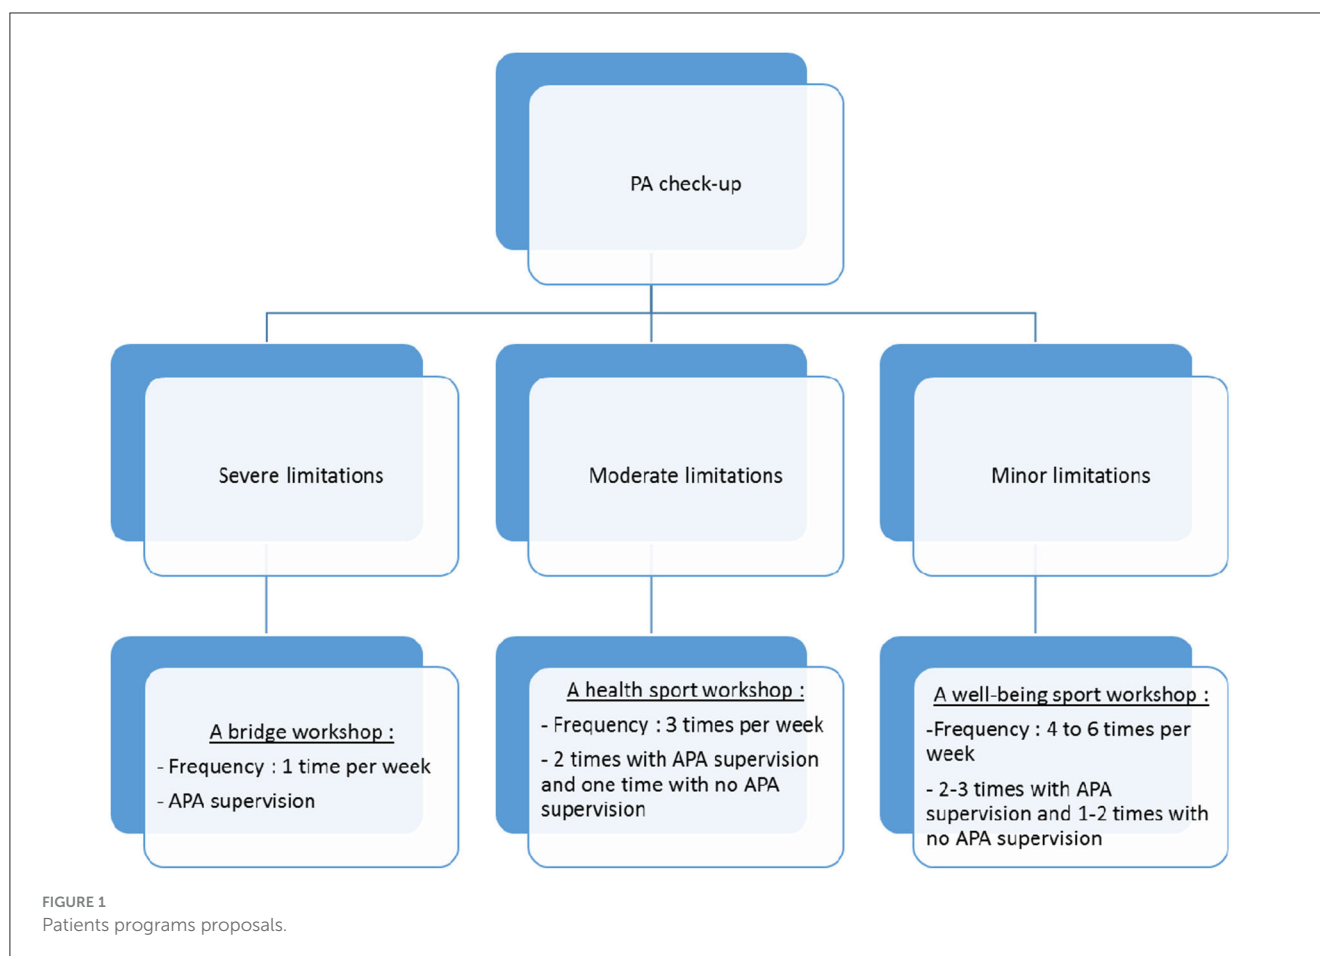 PA check-up
Severe limitations
Moderate limitations
Minor limitations
A bridge workshop :
- Frequency : 1 time per week
- APA supervision
A health sport workshop :
- Frequency : 3 times per week
- 2 times with APA supervision
and one time with no APA
supervision
A well-being sport workshop :
-Frequency : 4 to 6 times per
week
- 2-3 times with APA
supervision and 1-2 times with
no APA supervision
FIGURE 1
Patients programs proposals.